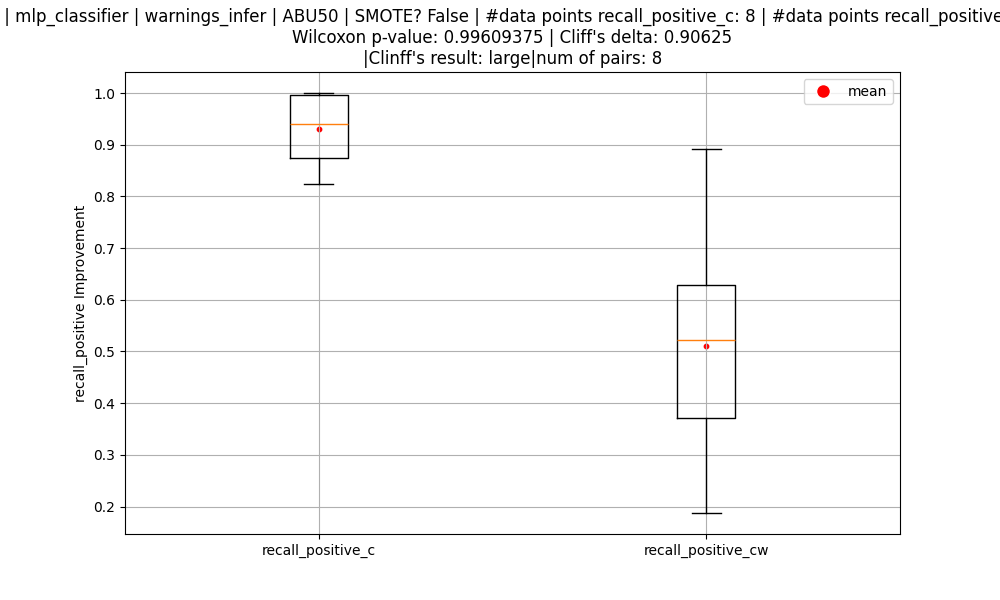 | mlp_classifier | warnings_infer | ABU50 | SMOTE? False | #data points recall_positive_c: 8 | #data points recall_positive
Wilcoxon p-value: 0.99609375 | Cliff's delta: 0.90625
|Clinff's result: large|num of pairs: 8
mean
1.0
0.9
0.8
0.7
0.6
0.5
0.4
0.3
0.2
recall_positive Improvement
recall_positive_c
recall_positive_cw